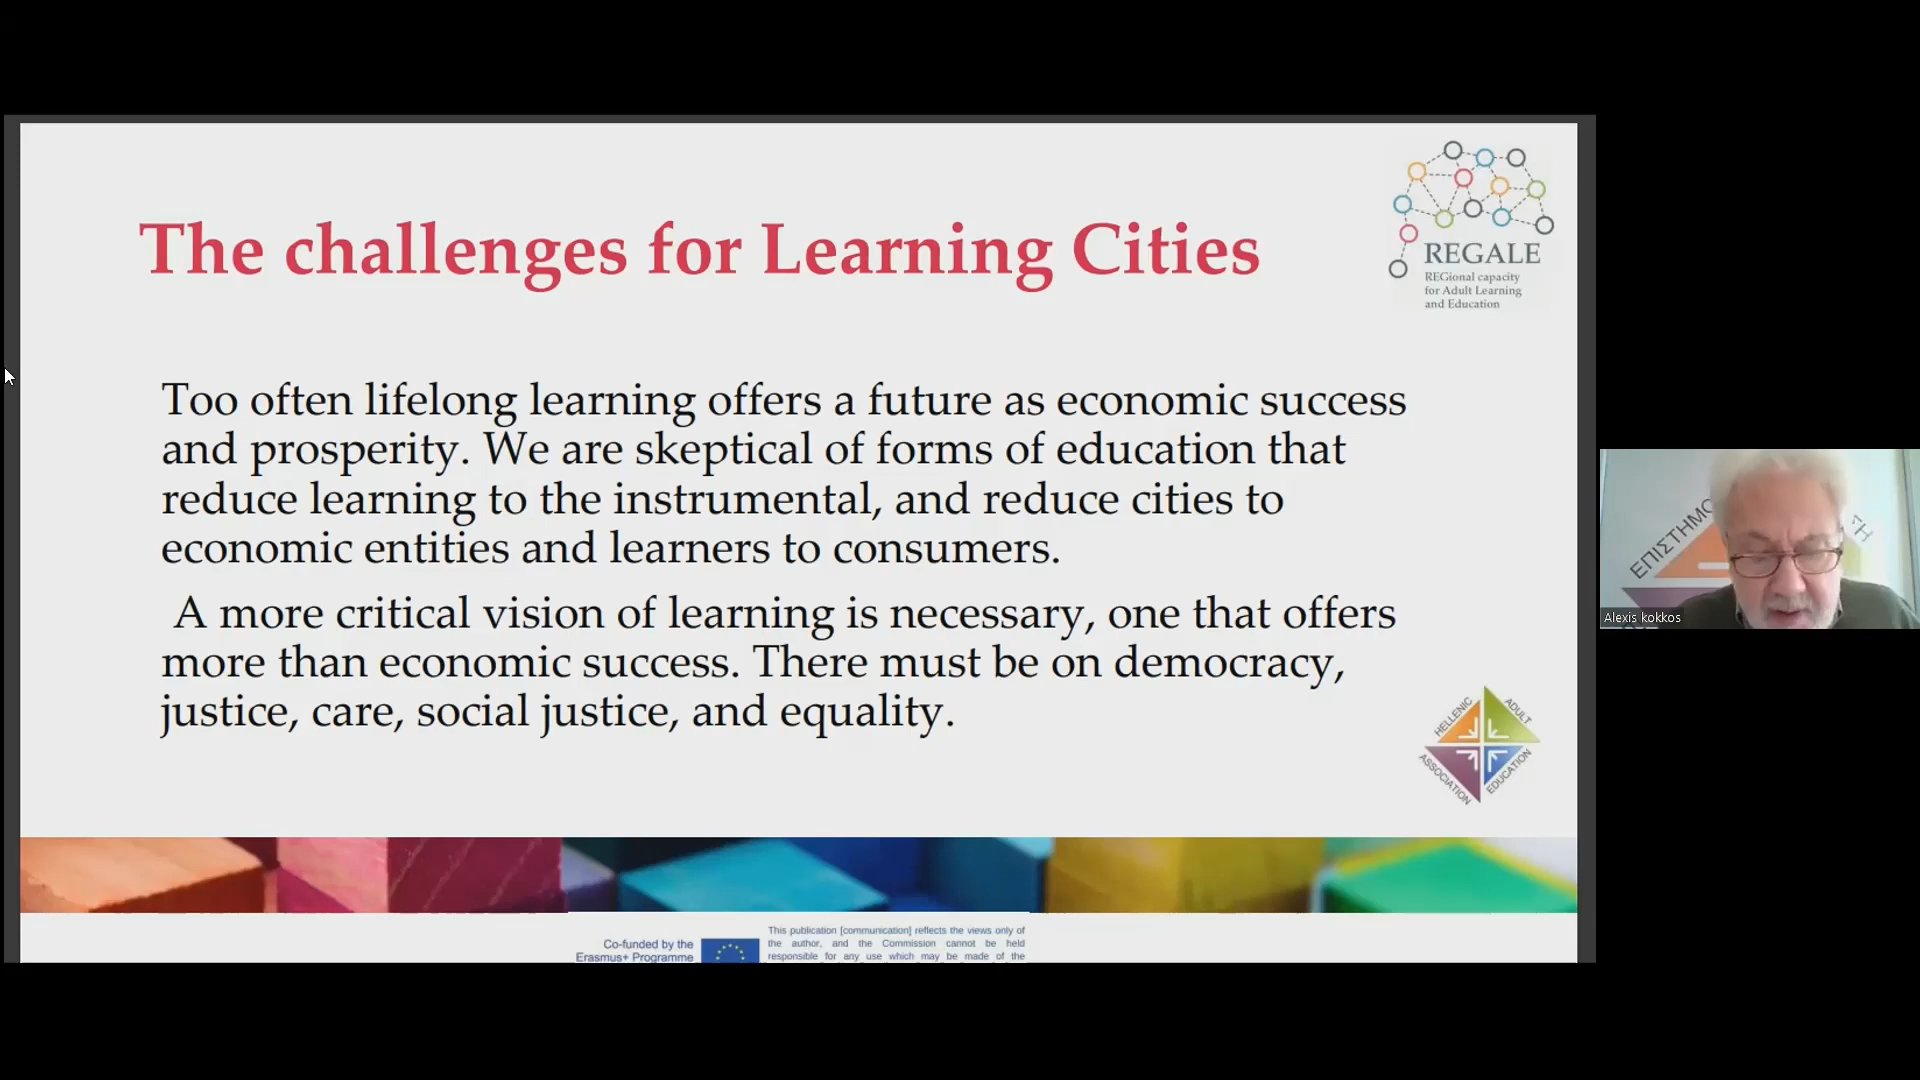 The challenges for Learning Cities
REGALE
REGional capacity
for Adult Learning
and Education
Too often lifelong learning offers a future as economic success
and prosperity. We are skeptical of forms of education that
reduce learning to the instrumental, and reduce cities to
economic entities and learners to consumers.
A more critical vision of learning is necessary, one that offers
more than economic success. There must be on democracy,
justice, care, social justice, and equality.
HELLENIC
ADULT
ASSOCIATION
EDUCATION
Co-funded by the
Erasmus+ Programme
This publication [communication] reflects the views only of
the author, and the Commission cannot be held
responsible for any use which may be made of the
ΕΠΙΣΤΗΜΟ
Alexis kokkos